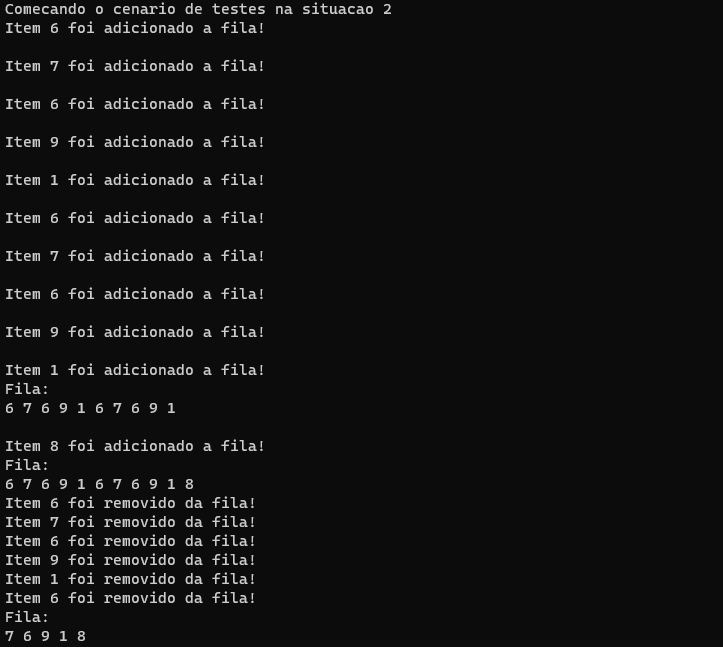 Comecando o cenario de testes na situacao 2
Item 6 foi adicionado a fila!
Item 7 foi adicionado a fila!
Item 6 foi adicionado a fila!
Item 9 foi adicionado a fila!
Item 1 foi adicionado a fila!
Item 6 foi adicionado a fila!
Item 7 foi adicionado a fila!
Item 6 foi adicionado a fila!
Item 9 foi adicionado a fila!
Item 1 foi adicionado a fila!
Fila:
6 7 6 9 1 6 7 6 9 1
Item 8 foi adicionado a fila!
Fila:
6 7 6 9 1 6 7 6 9 1 8
Item 6 foi removido da fila!
Item 7 foi removido da fila!
Item 6 foi removido da fila!
Item 9 foi removido da fila!
Item 1 foi removido da fila!
Item 6 foi removido da fila!
Fila:
7 6 9 1 8